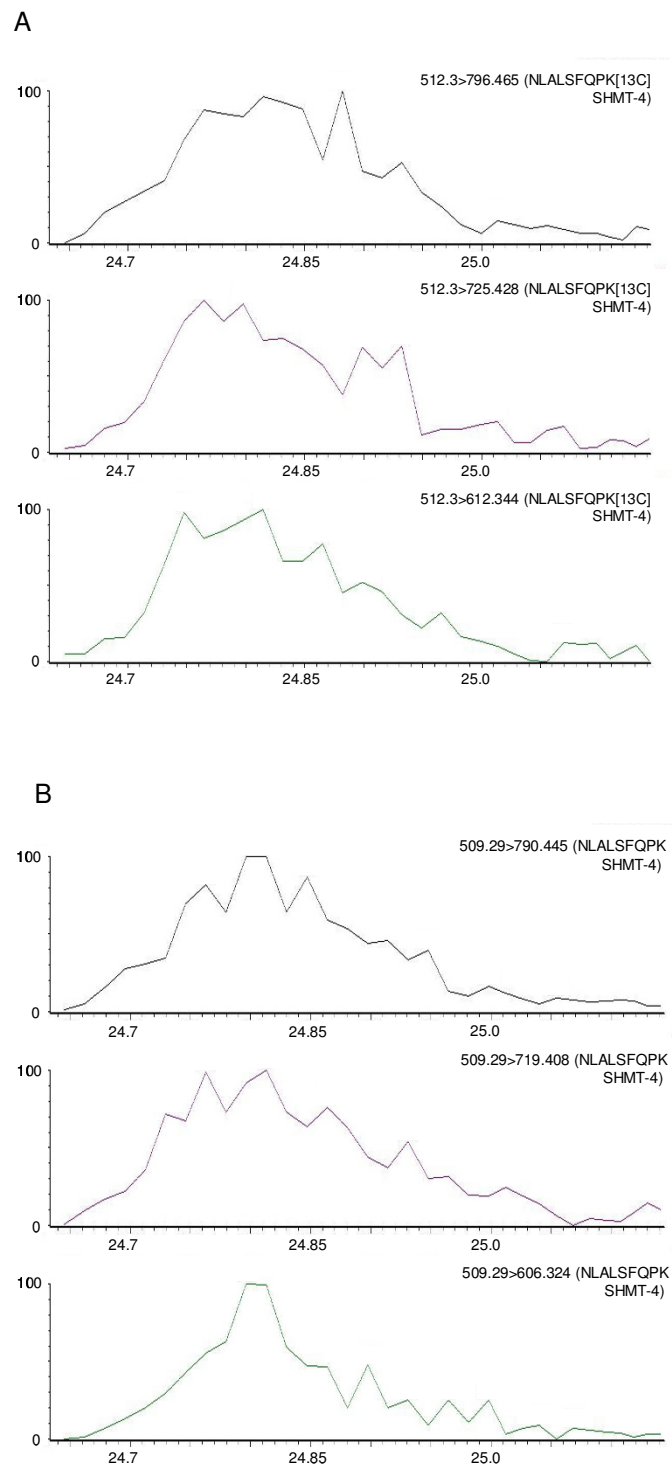 A
512.3>796.465 (NLALSFQPK[13C]
SHMT-4)
100
0
24.7 24.85 25.0
512.3>725.428 (NLALSFQPK[13C]
SHMT-4)
100
0
24.7 24.85 25.0
512.3>612.344 (NLALSFQPK[13C]
SHMT-4)
100
0
24.7 24.85 25.0
B
509.29>790.445 (NLALSFQPK
SHMT-4)
100
0
24.7 24.85 25.0
509.29>719.408 (NLALSFQPK
SHMT-4)
100
0
24.7 24.85 25.0
509.29>606.324 (NLALSFQPK
SHMT-4)
100
0
24.7 24.85 25.0